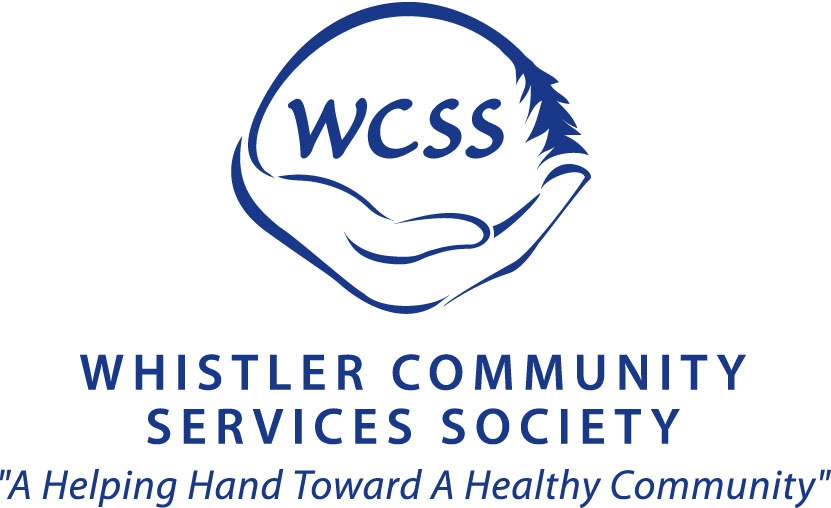 WCSS
WHISTLER COMMUNITY
SERVICES SOCIETY
"A Helping Hand Toward A Healthy Community"